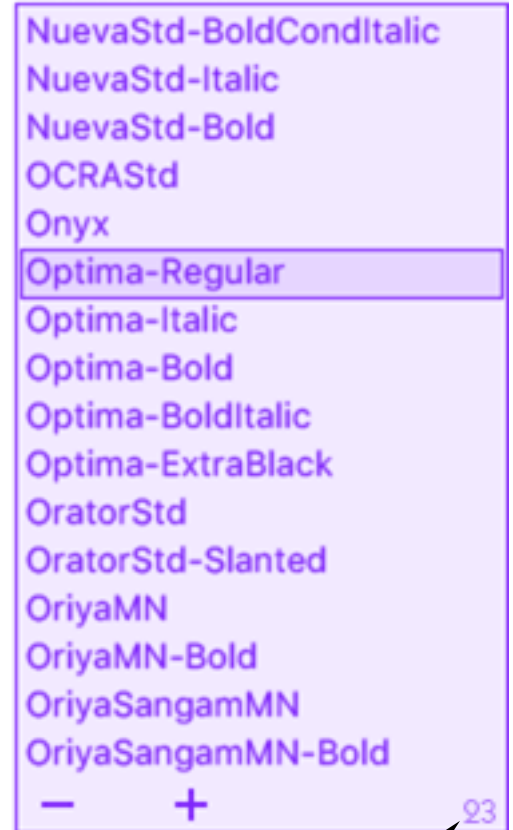 NuevaStd-BoldCondItalic
NuevaStd-Italic
NuevaStd-Bold
OCRAStd
Onyx
Optima-Regular
Optima-Italic
Optima-Bold
Optima-BoldItalic
Optima-ExtraBlack
OratorStd
OratorStd-Slanted
OriyaMN
OriyaMN-Bold
OriyaSangamMN
OriyaSangamMN-Bold
− + 23